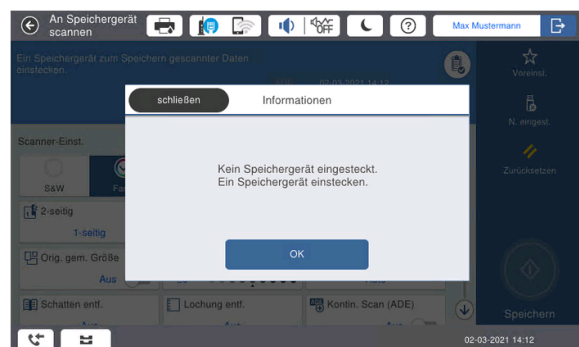 An Speichergerät
scannen
OFF
?
Max Mustermann
Ein Speichergerät zum Speichern gescannter Daten
einstecken.
02-03-2021 14:12
Voreinst.
schließen
Informationen
N. eingest.
Scanner-Einst.
Kein Speichergerät eingesteckt.
Ein Speichergerät einstecken.
Zurücksetzen
S&W
2-seitig
1-seitig
OK
Orig. gem. Größe
Aus
Schatten entf.
Lochung entf.
Kontin. Scan (ADE)
Speichern
02-03-2021 14:12